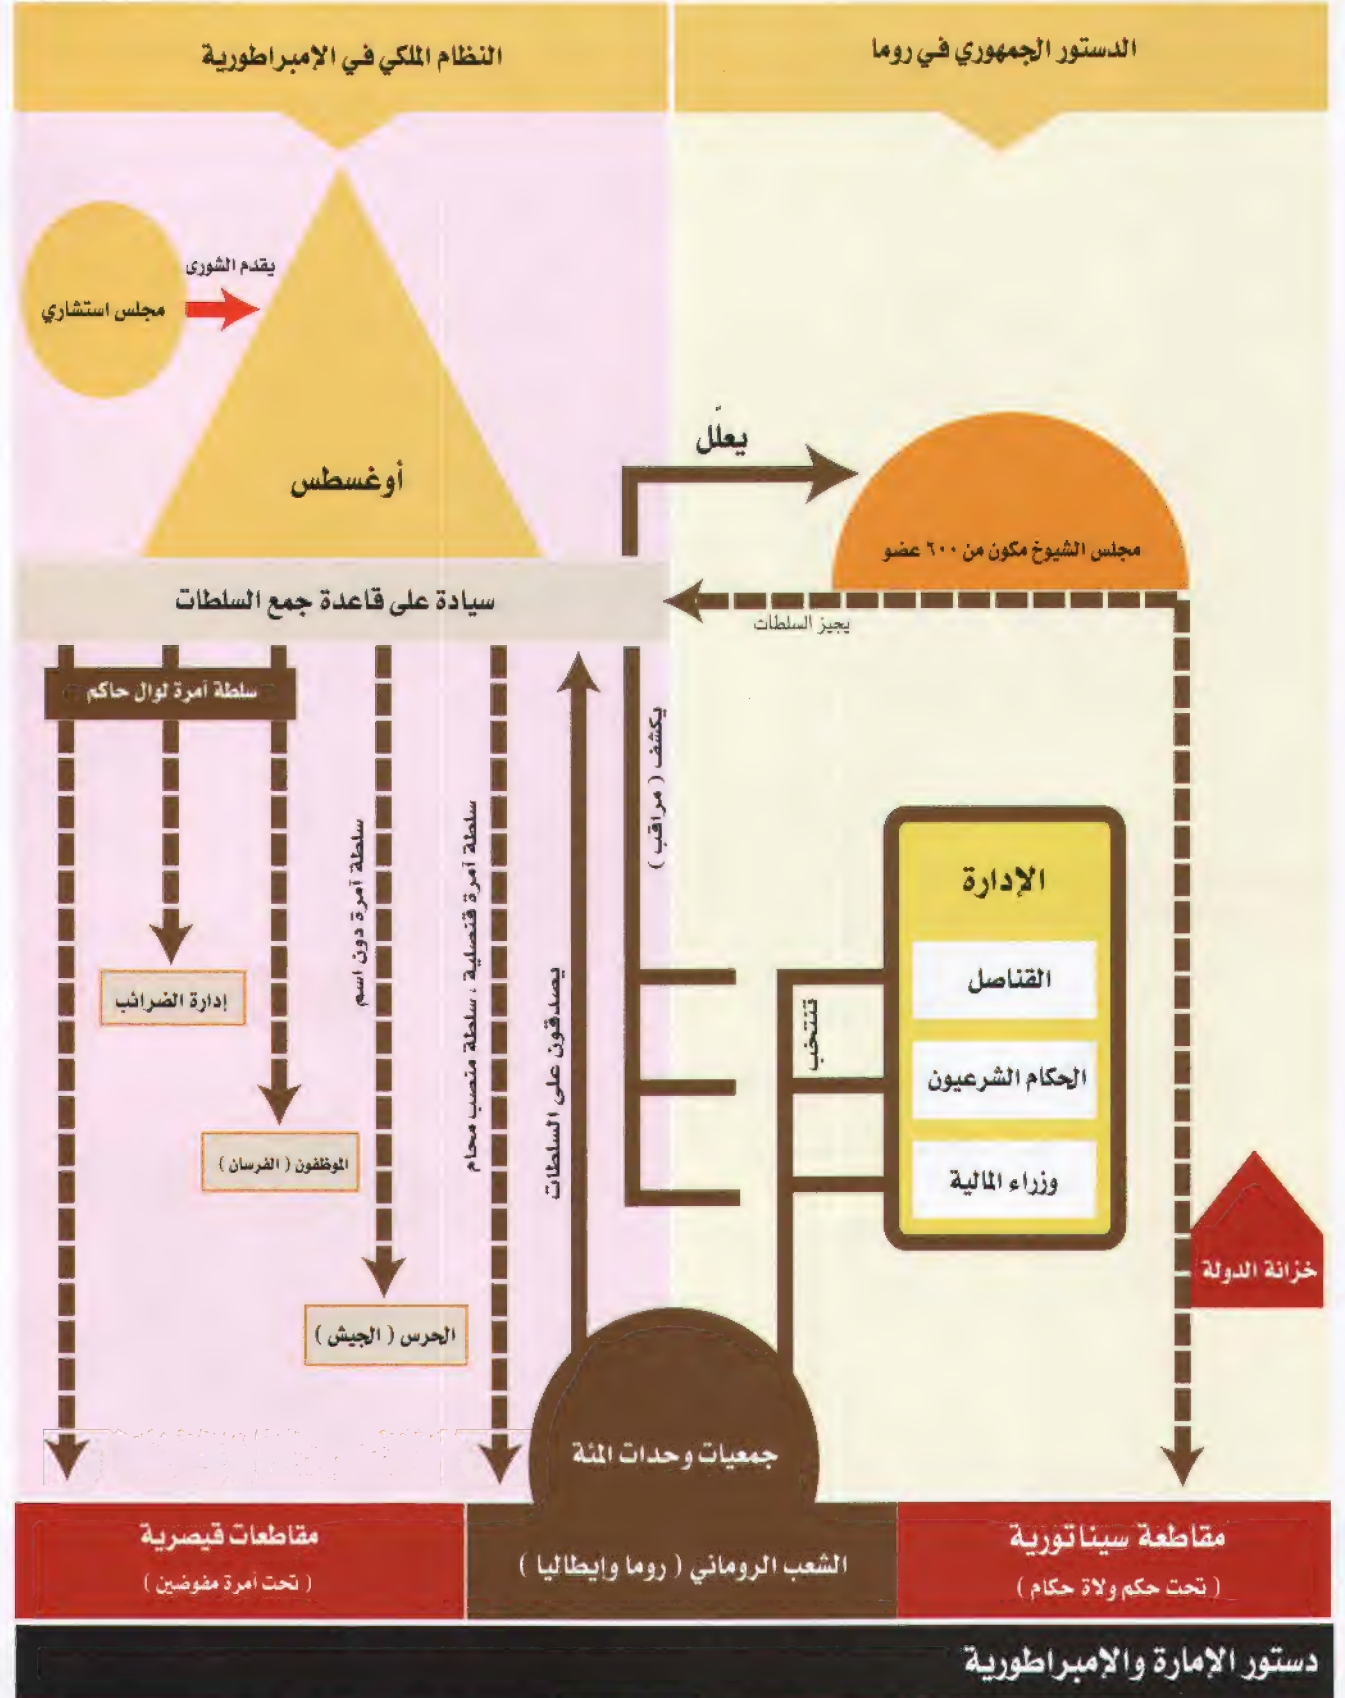 الدستور الجمهوري في روما
النظام الملكي في الإمبراطورية
يقدم الشورى
مجلس استشاري
أوغسطس
يعلّل
مجلس الشيوخ مكون من ٦٠٠ عضو
سيادة على قاعدة جمع السلطات
يجيز السلطات
سلطة آمرة لوال حاكم
يكشف ( مراقب )
سلطة آمرة دون اسم
سلطة آمرة قنصلية ، سلطة منصب محام
يصدقون على السلطات
تنتخب
الإدارة
القناصل
الحكام الشرعيون
وزراء المالية
إدارة الضرائب
الموظفون ( الفرسان )
الحرس ( الجيش )
خزانة الدولة
جمعيات وحدات المئة
مقاطعة سيناتورية
( تحت حكم ولاة حكام )
الشعب الروماني ( روما وإيطاليا )
مقاطعات قيصرية
( تحت أمرة مفوضين )
دستور الإمارة والإمبراطورية